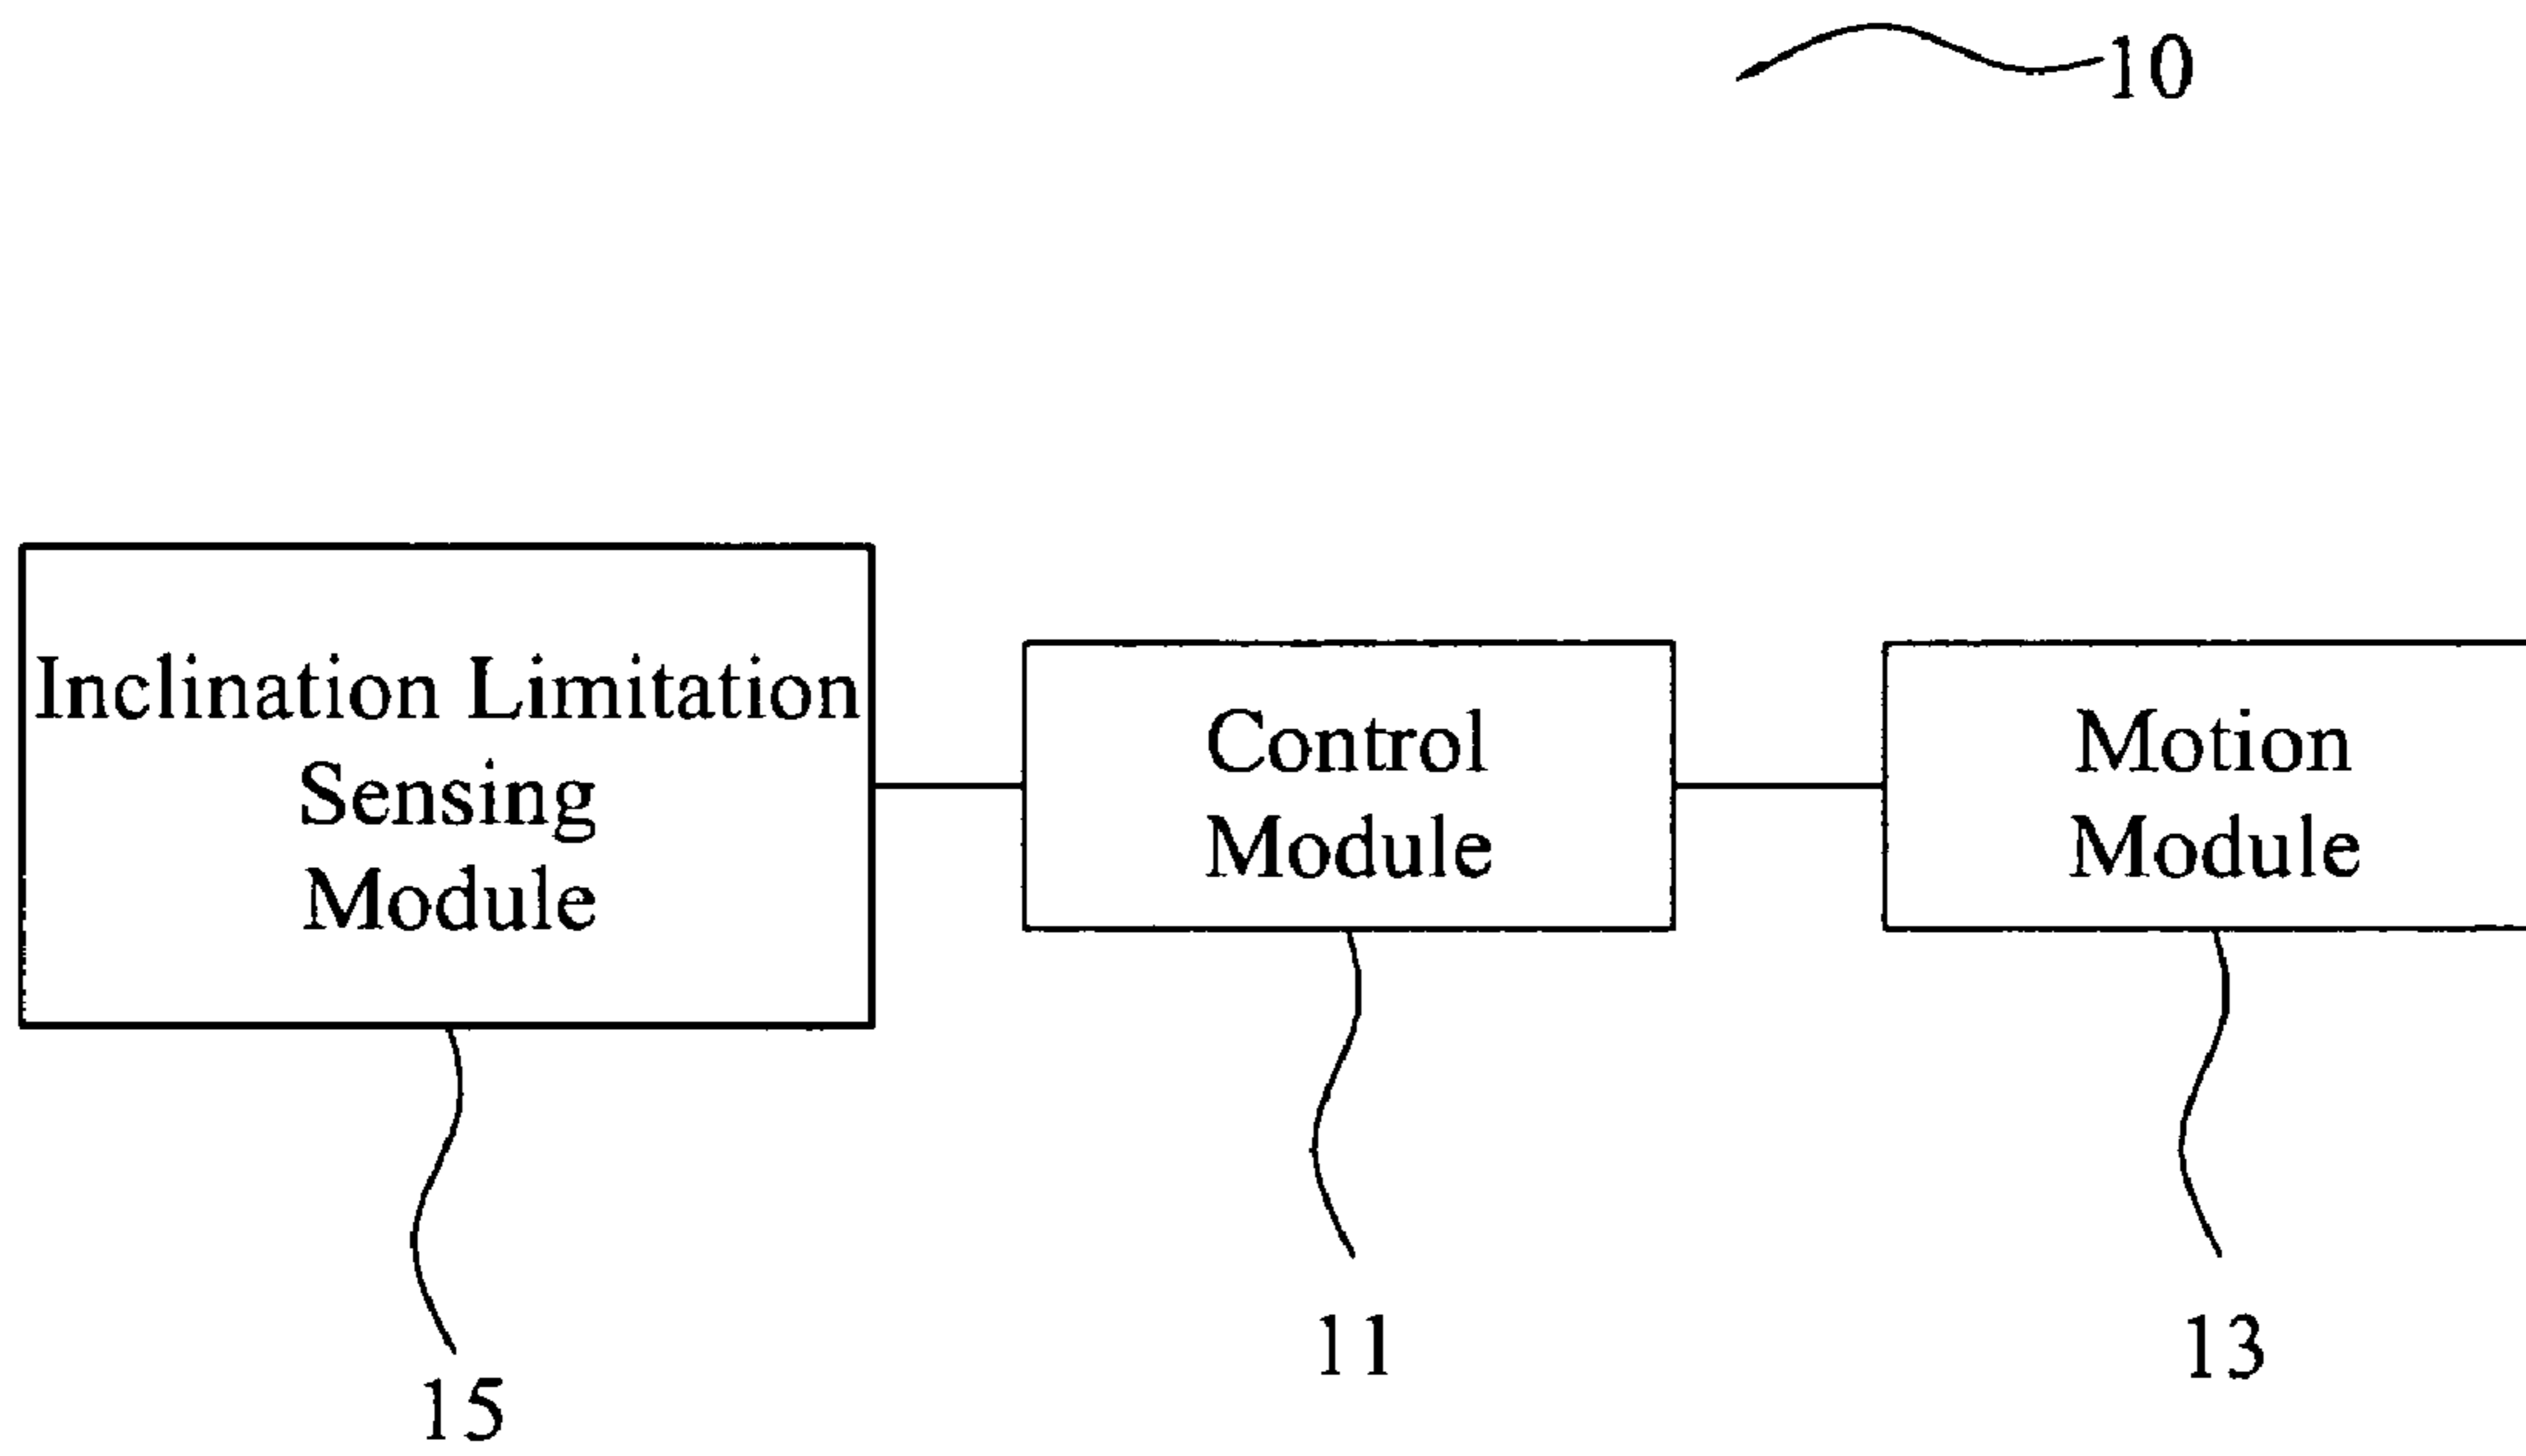 10
Inclination Limitation
Sensing
Module
Control
Module
Motion
Module
15
11
13